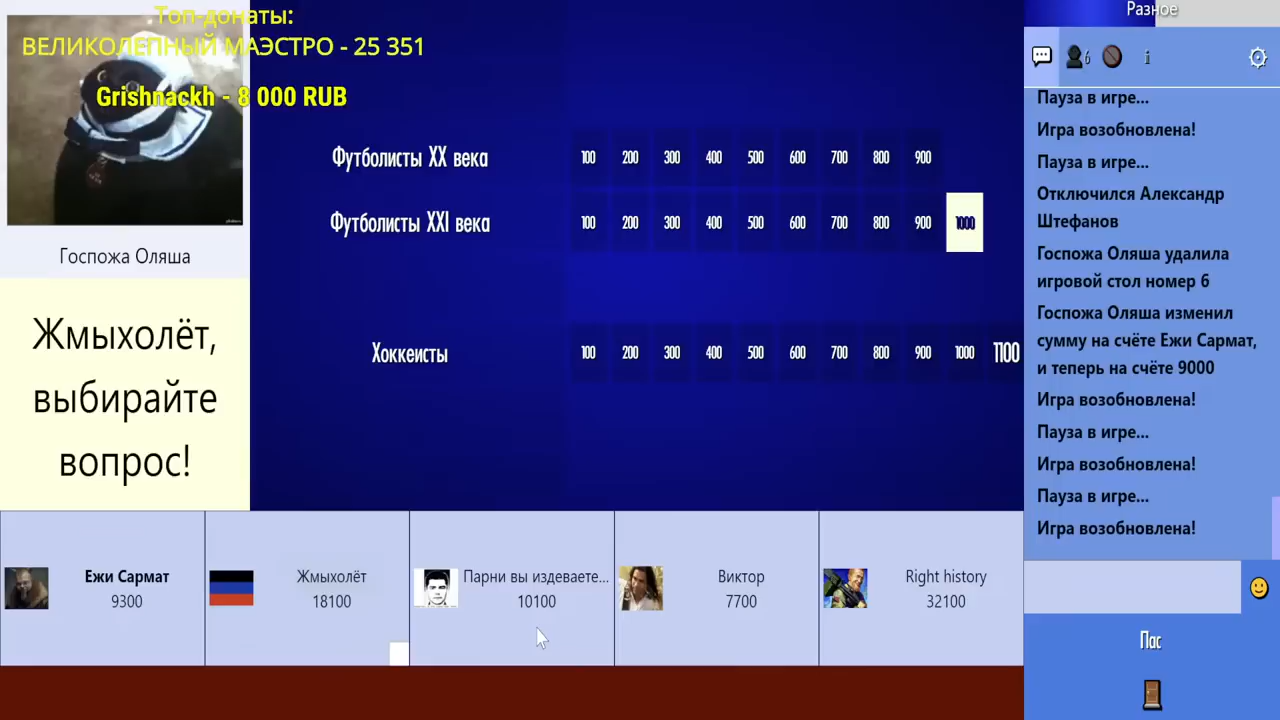 Топ-донаты:
ВЕЛИКОЛЕПНЫЙ МАЭСТРО - 25 351
Grishnackh - 8 000 RUB
Госпожа Оляша
Жмыхолёт,
выбирайте
вопрос!
Футболисты XX века 100 200 300 400 500 600 700 800 900
Футболисты XXI века 100 200 300 400 500 600 700 800 900 1000
Хоккеисты 100 200 300 400 500 600 700 800 900 1000 1100
Разное
6
i
Пауза в игре...
Игра возобновлена!
Пауза в игре...
Отключился Александр
Штефанов
Госпожа Оляша удалила
игровой стол номер 6
Госпожа Оляша изменил
сумму на счёте Ежи Сармат,
и теперь на счёте 9000
Игра возобновлена!
Пауза в игре...
Игра возобновлена!
Пауза в игре...
Игра возобновлена!
Пас
Ежи Сармат
9300
Жмыхолёт
18100
Парни вы издеваете...
10100
Виктор
7700
Right history
32100